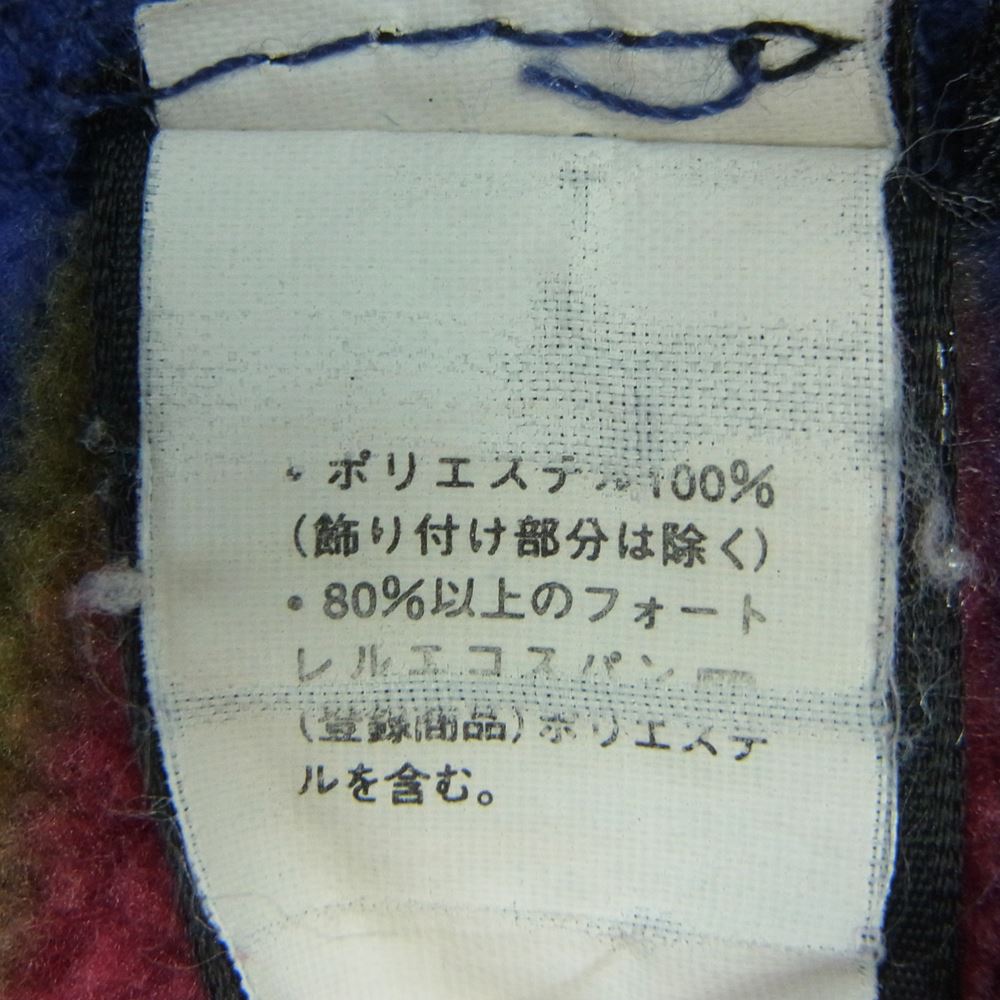 ・ポリエステル100%
(飾り付け部分は除く)
・80%以上のフォート
レルエコスパン
(登録商品)ポリエステ
ルを含む。